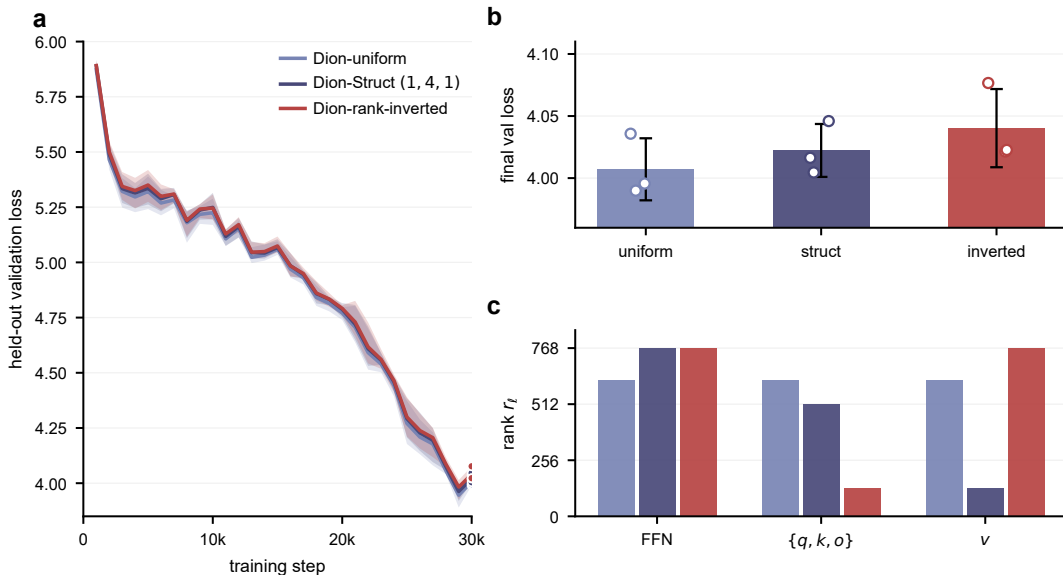 a
6.00
5.75
5.50
5.25
5.00
4.75
4.50
4.25
4.00
held-out validation loss
0
10k
20k
30k
training step
Dion-uniform
Dion-Struct (1, 4, 1)
Dion-rank-inverted
b
4.10
4.05
4.00
final val loss
uniform
struct
inverted
c
768
512
256
0
rank rℓ
FFN
{q, k, o}
v